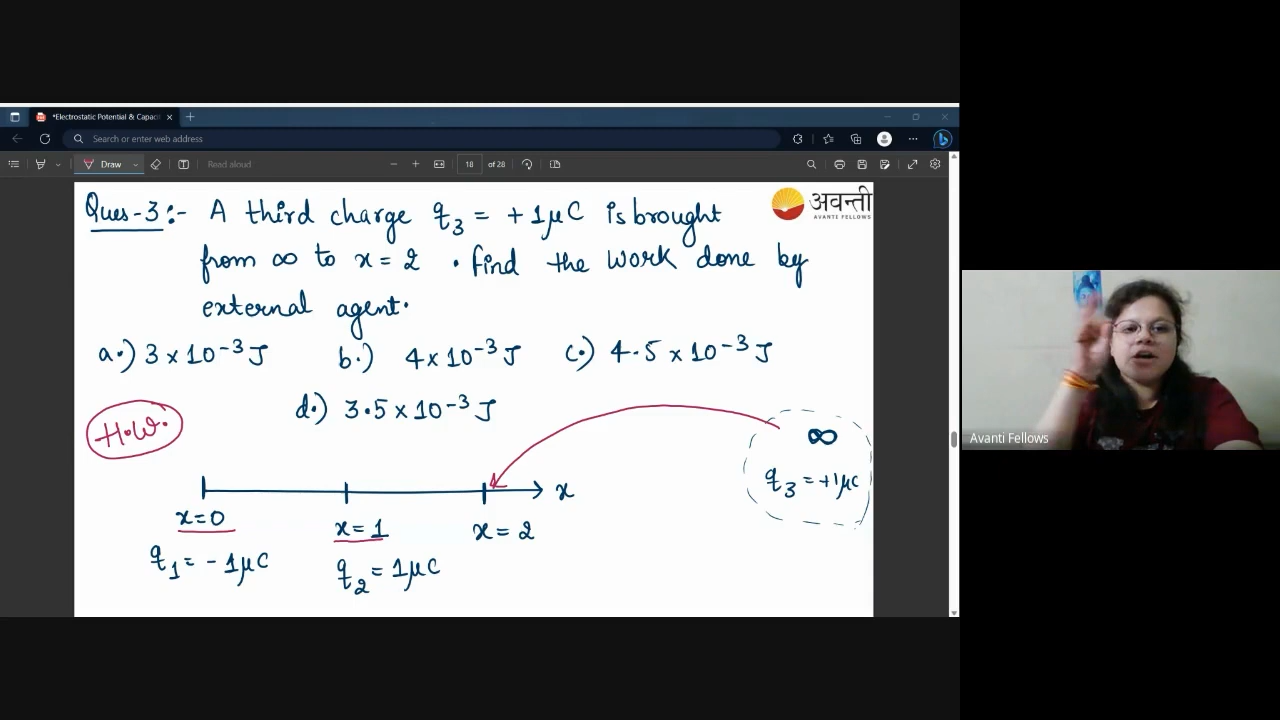 *Electrostatic Potential & Capaci
Search or enter web address
Draw
Read aloud
18 of 28
Ques-3:- A third charge q3 = +1μC is brought
from ∞ to x = 2 . find the work done by
external agent.
अवन्ती
AVANTI FELLOWS
a.) 3 × 10⁻³ J b.) 4 × 10⁻³ J c.) 4.5 × 10⁻³ J
d.) 3.5 × 10⁻³ J
H.W.
∞
q3 = +1μC
x
x=0 x=1 x=2
q1 = -1μC q2 = 1μC
Avanti Fellows